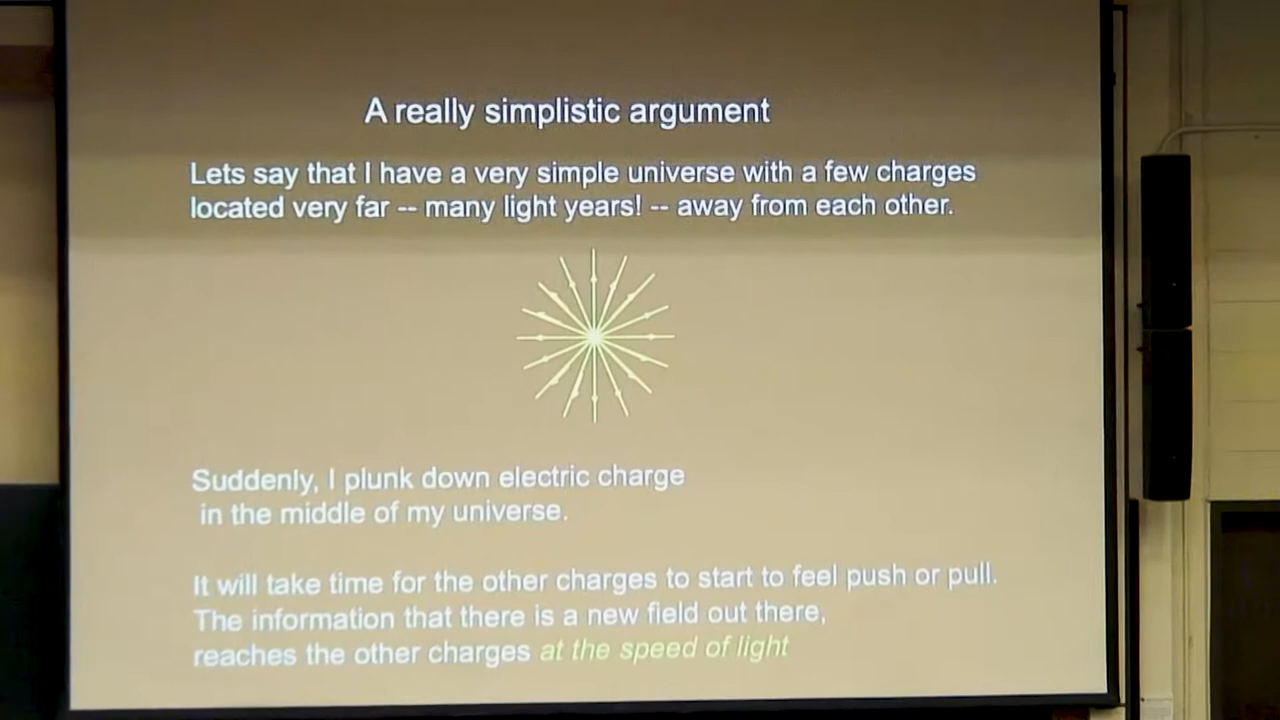 A really simplistic argument
Lets say that I have a very simple universe with a few charges
located very far -- many light years! -- away from each other.
Suddenly, I plunk down electric charge
in the middle of my universe.
It will take time for the other charges to start to feel push or pull.
The information that there is a new field out there,
reaches the other charges at the speed of light